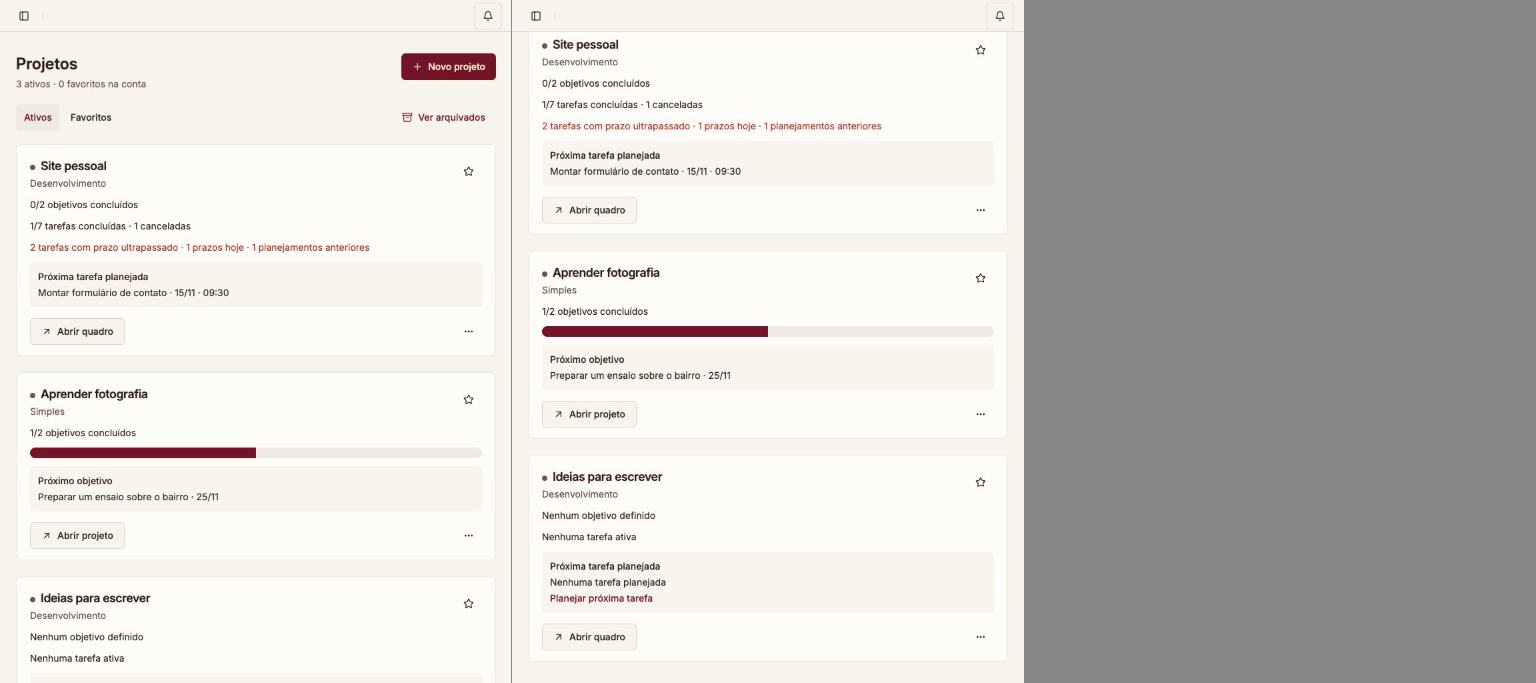 Projetos
3 ativos · 0 favoritos na conta
Novo projeto
Ativos
Favoritos
Ver arquivados
Site pessoal
Desenvolvimento
0/2 objetivos concluídos
1/7 tarefas concluídas · 1 canceladas
2 tarefas com prazo ultrapassado · 1 prazos hoje · 1 planejamentos anteriores
Próxima tarefa planejada
Montar formulário de contato · 15/11 · 09:30
Abrir quadro
Aprender fotografia
Simples
1/2 objetivos concluídos
Próximo objetivo
Preparar um ensaio sobre o bairro · 25/11
Abrir projeto
Ideias para escrever
Desenvolvimento
Nenhum objetivo definido
Nenhuma tarefa ativa
Site pessoal
Desenvolvimento
0/2 objetivos concluídos
1/7 tarefas concluídas · 1 canceladas
2 tarefas com prazo ultrapassado · 1 prazos hoje · 1 planejamentos anteriores
Próxima tarefa planejada
Montar formulário de contato · 15/11 · 09:30
Abrir quadro
Aprender fotografia
Simples
1/2 objetivos concluídos
Próximo objetivo
Preparar um ensaio sobre o bairro · 25/11
Abrir projeto
Ideias para escrever
Desenvolvimento
Nenhum objetivo definido
Nenhuma tarefa ativa
Próxima tarefa planejada
Nenhuma tarefa planejada
Planejar próxima tarefa
Abrir quadro